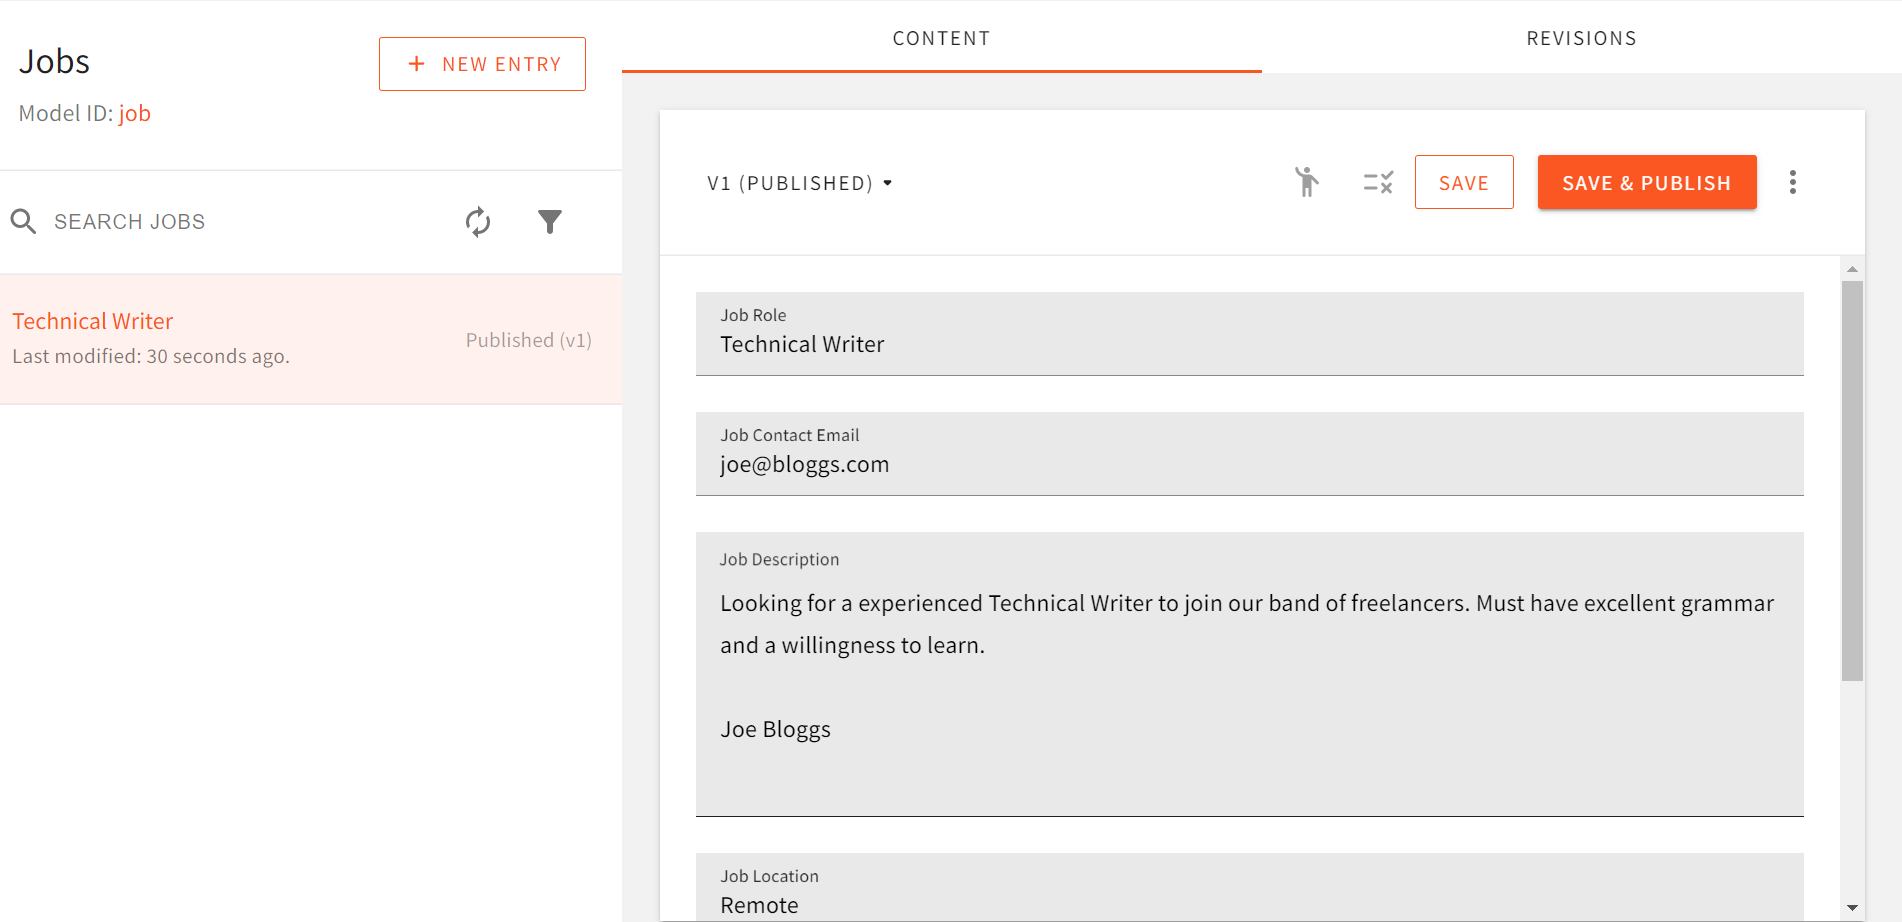 Jobs
+ NEW ENTRY
Model ID: job
SEARCH JOBS
Technical Writer
Last modified: 30 seconds ago.
Published (v1)
CONTENT
REVISIONS
V1 (PUBLISHED)
SAVE
SAVE & PUBLISH
Job Role
Technical Writer
Job Contact Email
joe@bloggs.com
Job Description
Looking for a experienced Technical Writer to join our band of freelancers. Must have excellent grammar
and a willingness to learn.
Joe Bloggs
Job Location
Remote